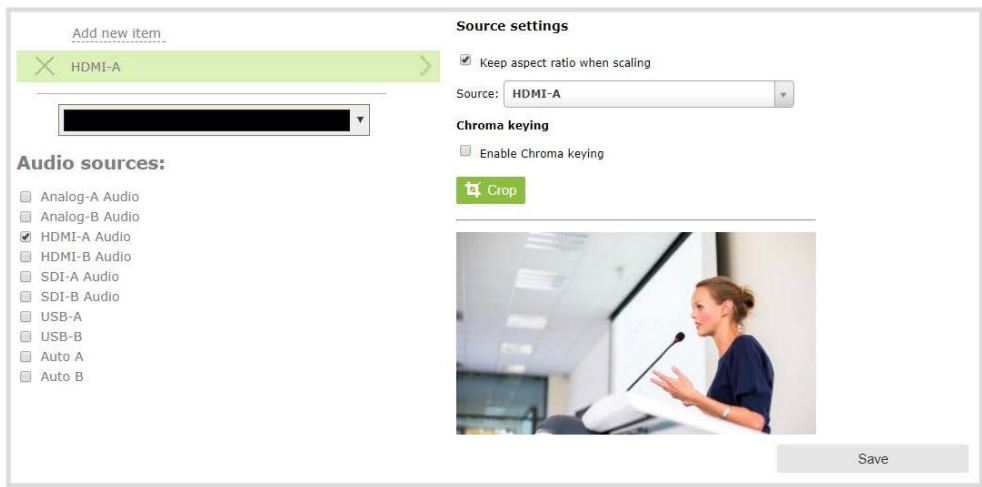 Add new item
HDMI-A
Audio sources:
Analog-A Audio
Analog-B Audio
HDMI-A Audio
HDMI-B Audio
SDI-A Audio
SDI-B Audio
USB-A
USB-B
Auto A
Auto B
Source settings
Keep aspect ratio when scaling
Source: HDMI-A
Chroma keying
Enable Chroma keying
Crop
Save